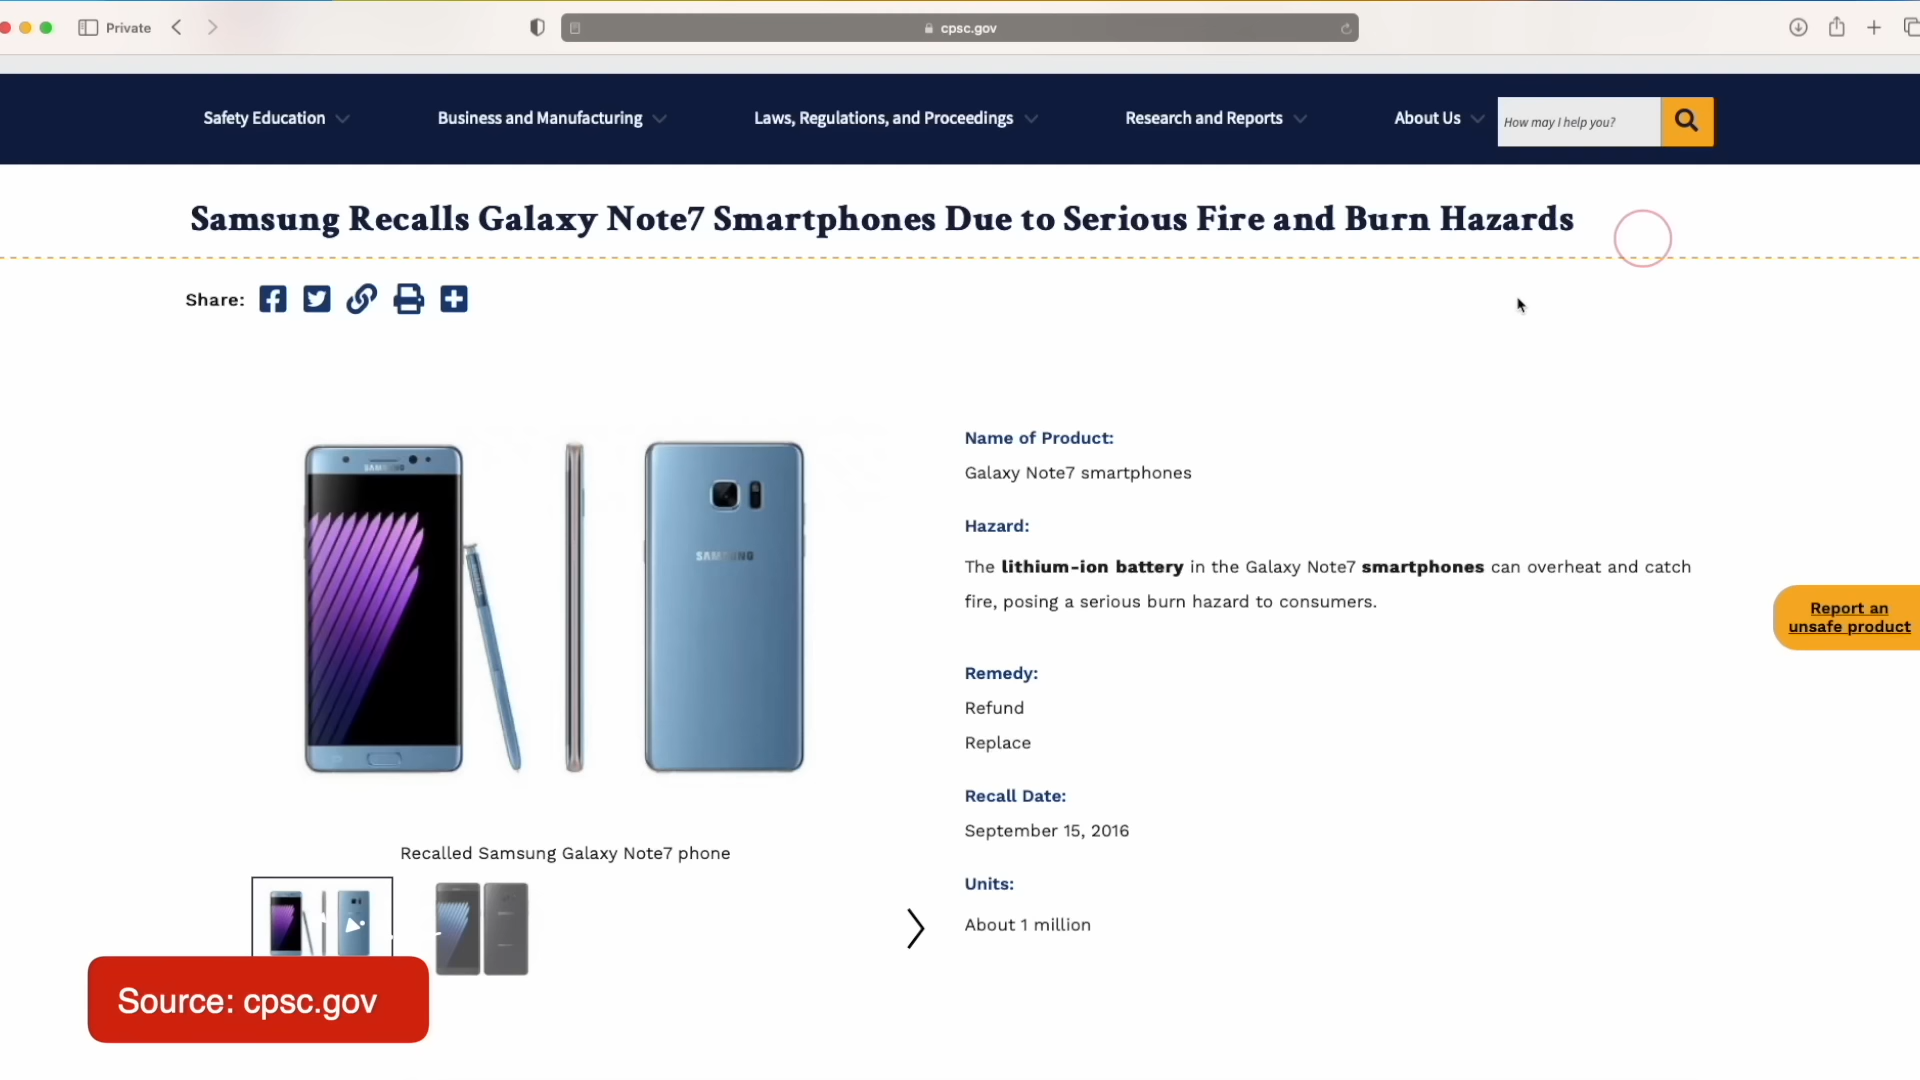 Private
cpsc.gov
Safety Education
Business and Manufacturing
Laws, Regulations, and Proceedings
Research and Reports
About Us
How may I help you?
Samsung Recalls Galaxy Note7 Smartphones Due to Serious Fire and Burn Hazards
Share:
SAMSUNG
SAMSUNG
Recalled Samsung Galaxy Note7 phone
Name of Product:
Galaxy Note7 smartphones
Hazard:
The lithium-ion battery in the Galaxy Note7 smartphones can overheat and catch
fire, posing a serious burn hazard to consumers.
Remedy:
Refund
Replace
Recall Date:
September 15, 2016
Units:
About 1 million
Report an
unsafe product
Source: cpsc.gov